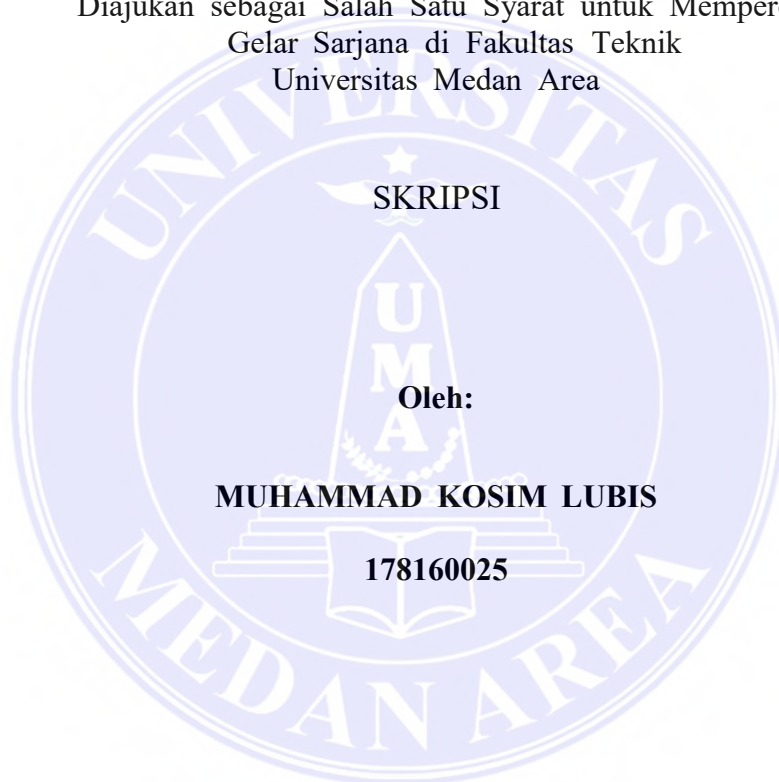 Diajukan sebagai Salah Satu Syarat untuk
Gelar Sarjana di Fakultas Teknik
Universitas Medan Area
SKRIPSI
Oleh:
MUHAMMAD KOSIM LUBIS
178160025
UNIVERSITAS
UMA
MEDAN AREA